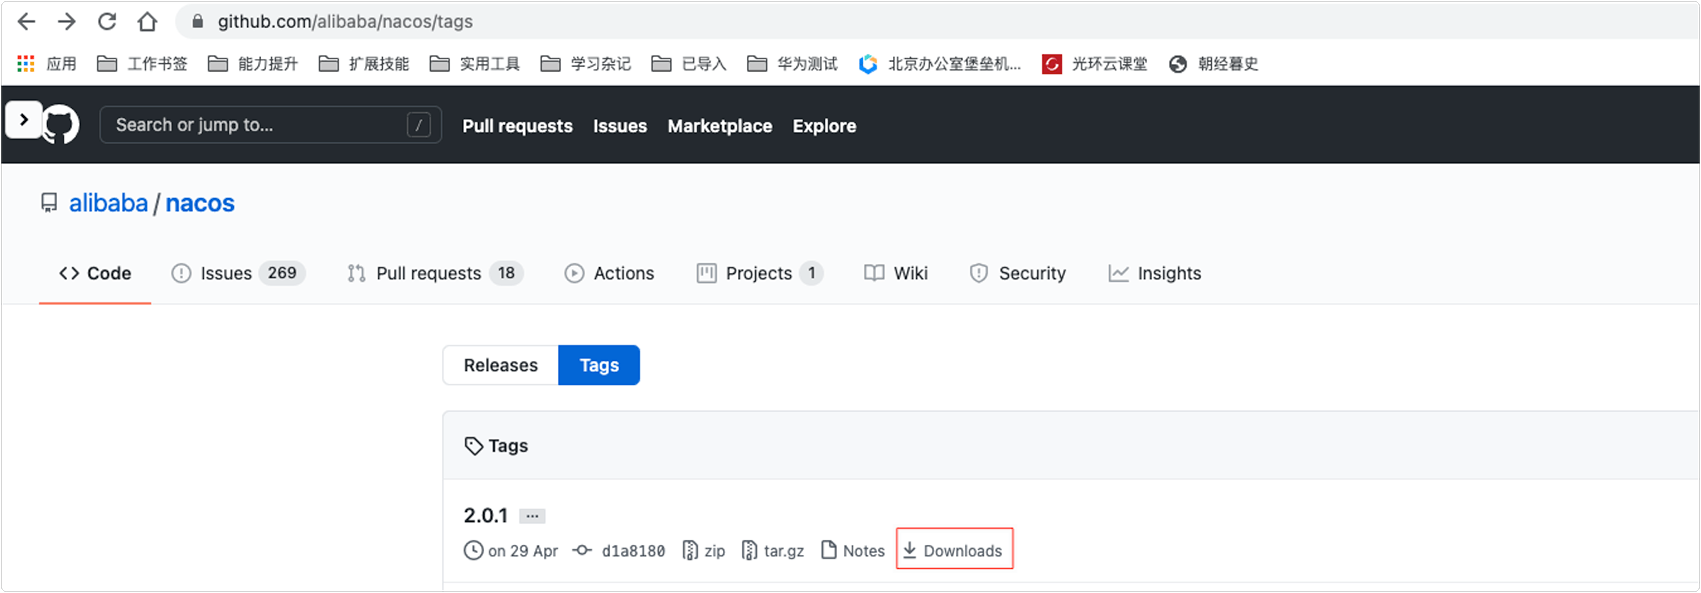 github.com/alibaba/nacos/tags
应用 工作书签 能力提升 扩展技能 实用工具 学习杂记 已导入 华为测试 北京办公室堡垒机... 光环云课堂 朝经暮史
Search or jump to... / Pull requests Issues Marketplace Explore
alibaba / nacos
Code Issues 269 Pull requests 18 Actions Projects 1 Wiki Security Insights
Releases Tags
Tags
2.0.1 ...
on 29 Apr d1a8180 zip tar.gz Notes Downloads